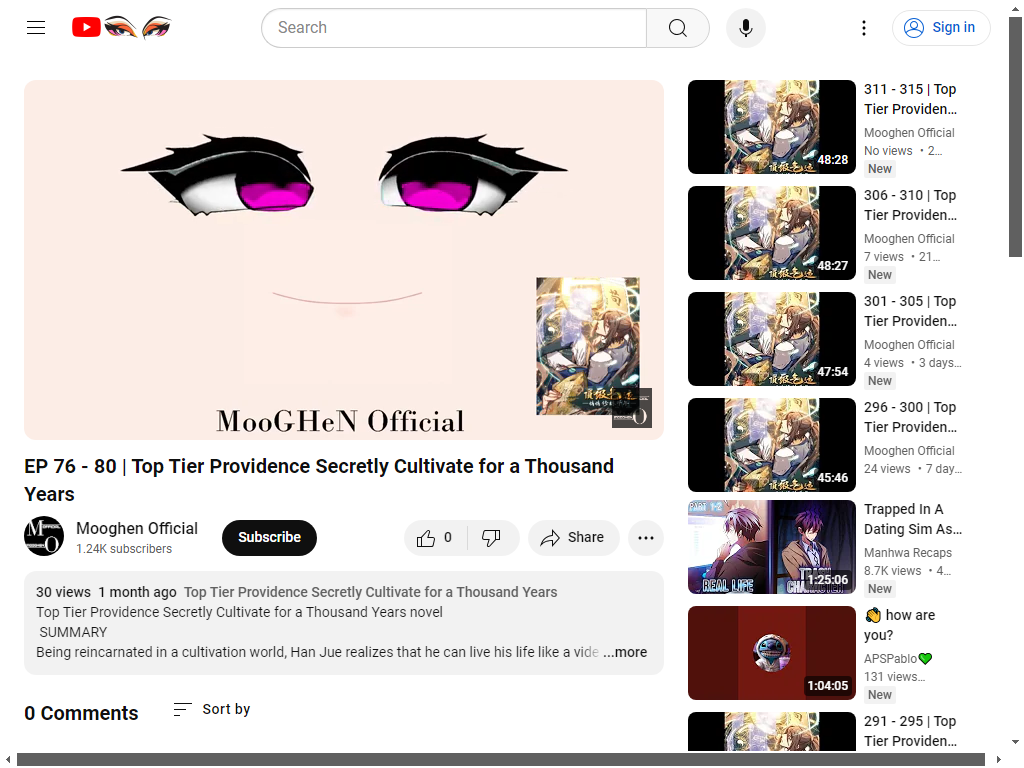 Search
Sign in
MooGHeN Official
EP 76 - 80 | Top Tier Providence Secretly Cultivate for a Thousand
Years
Mooghen Official
1.24K subscribers
Subscribe
0
Share
30 views 1 month ago Top Tier Providence Secretly Cultivate for a Thousand Years
Top Tier Providence Secretly Cultivate for a Thousand Years novel
SUMMARY
Being reincarnated in a cultivation world, Han Jue realizes that he can live his life like a vide ...more
0 Comments
Sort by
48:28
311 - 315 | Top
Tier Providen...
Mooghen Official
No views • 2...
New
48:27
306 - 310 | Top
Tier Providen...
Mooghen Official
7 views • 21...
New
47:54
301 - 305 | Top
Tier Providen...
Mooghen Official
4 views • 3 days...
New
45:46
296 - 300 | Top
Tier Providen...
Mooghen Official
24 views • 7 day...
PART 1-2
REAL LIFE
TRASH
CHARACTER
1:25:06
Trapped In A
Dating Sim As...
Manhwa Recaps
8.7K views • 4...
New
1:04:05
👋 how are
you?
APSPablo💚
131 views...
New
291 - 295 | Top
Tier Providen...